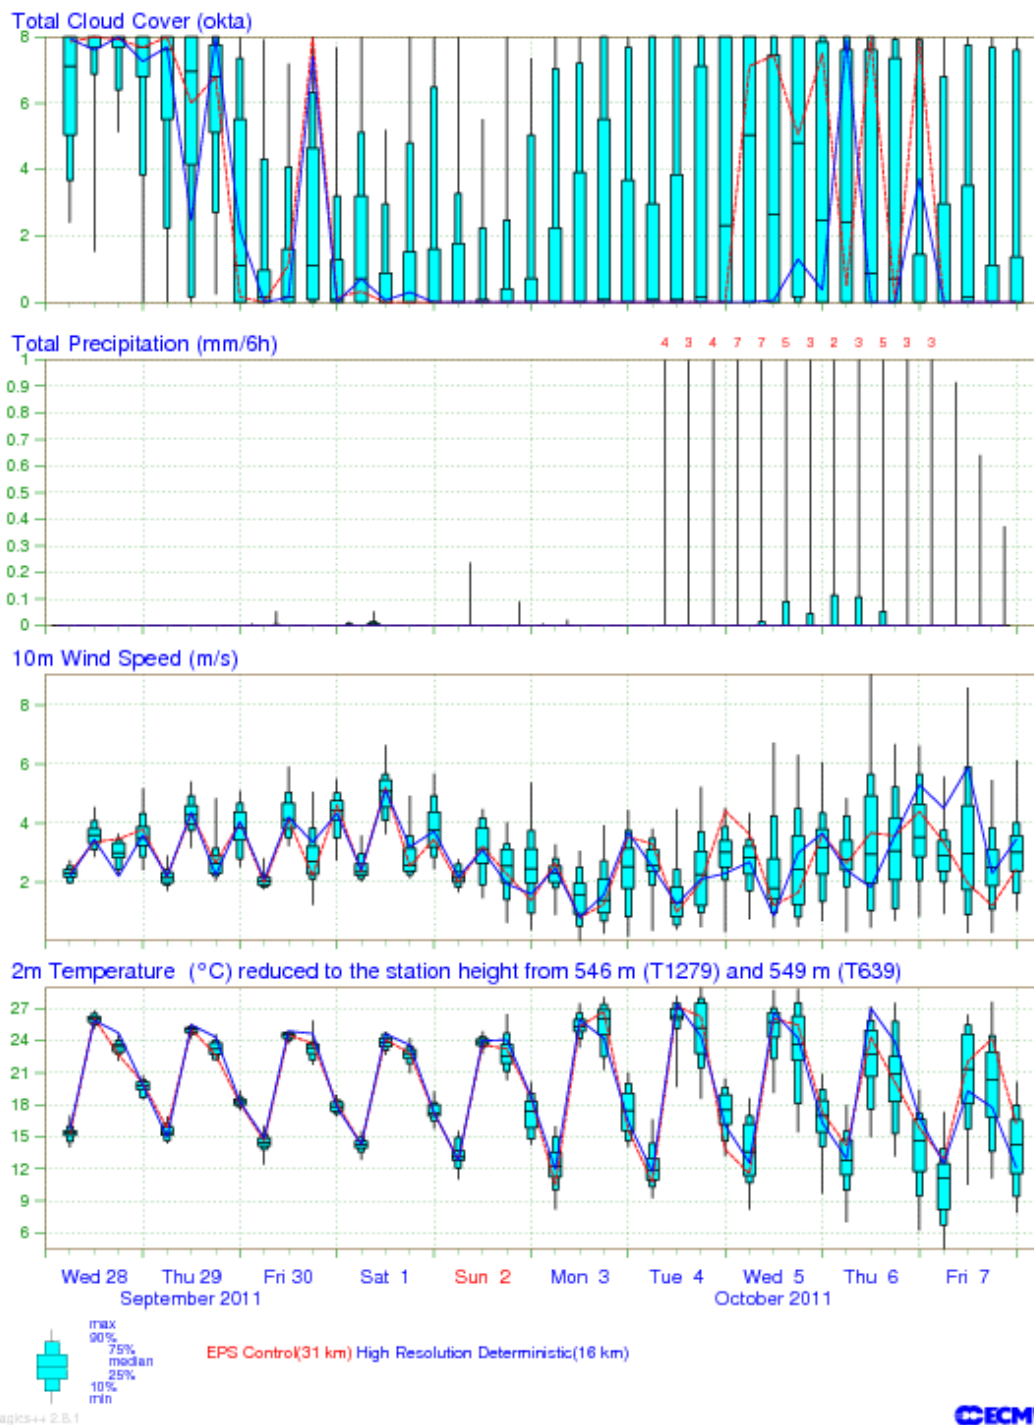 Total Cloud Cover (okta)
8
6
4
2
0
Total Precipitation (mm/6h)
4 3 4 7 7 5 3 2 3 5 3 3
1
0.9
0.8
0.7
0.6
0.5
0.4
0.3
0.2
0.1
0
10m Wind Speed (m/s)
8
6
4
2
2m Temperature (°C) reduced to the station height from 546 m (T1279) and 549 m (T639)
27
24
21
18
15
12
9
6
Wed 28 Thu 29 Fri 30 Sat 1 Sun 2 Mon 3 Tue 4 Wed 5 Thu 6 Fri 7
September 2011 October 2011
max
90%
75%
median
25%
10%
min
EPS Control(31 km) High Resolution Deterministic(16 km)
agics++ 2.8.1
ECM